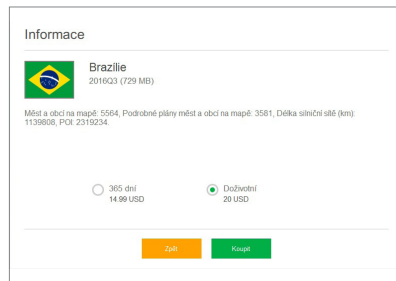 Informace
Brazílie
2016Q3 (729 MB)
Měst a obcí na mapě: 5564, Podrobné plány měst a obcí na mapě: 3581, Délka silniční sítě (km):
1139808, POI: 2319234.
365 dní
14.99 USD
Doživotní
20 USD
Zpět
Koupit